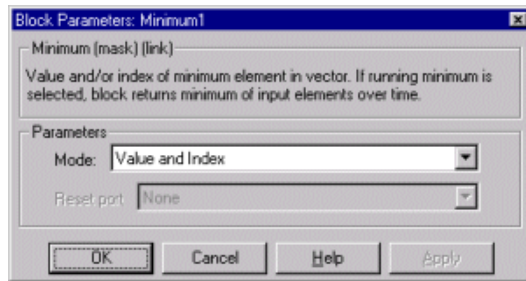 Block Parameters: Minimum1
Minimum (mask) (link)
Value and/or index of minimum element in vector. If running minimum is
selected, block returns minimum of input elements over time.
Parameters
Mode: Value and Index
Reset port None
OK Cancel Help Apply